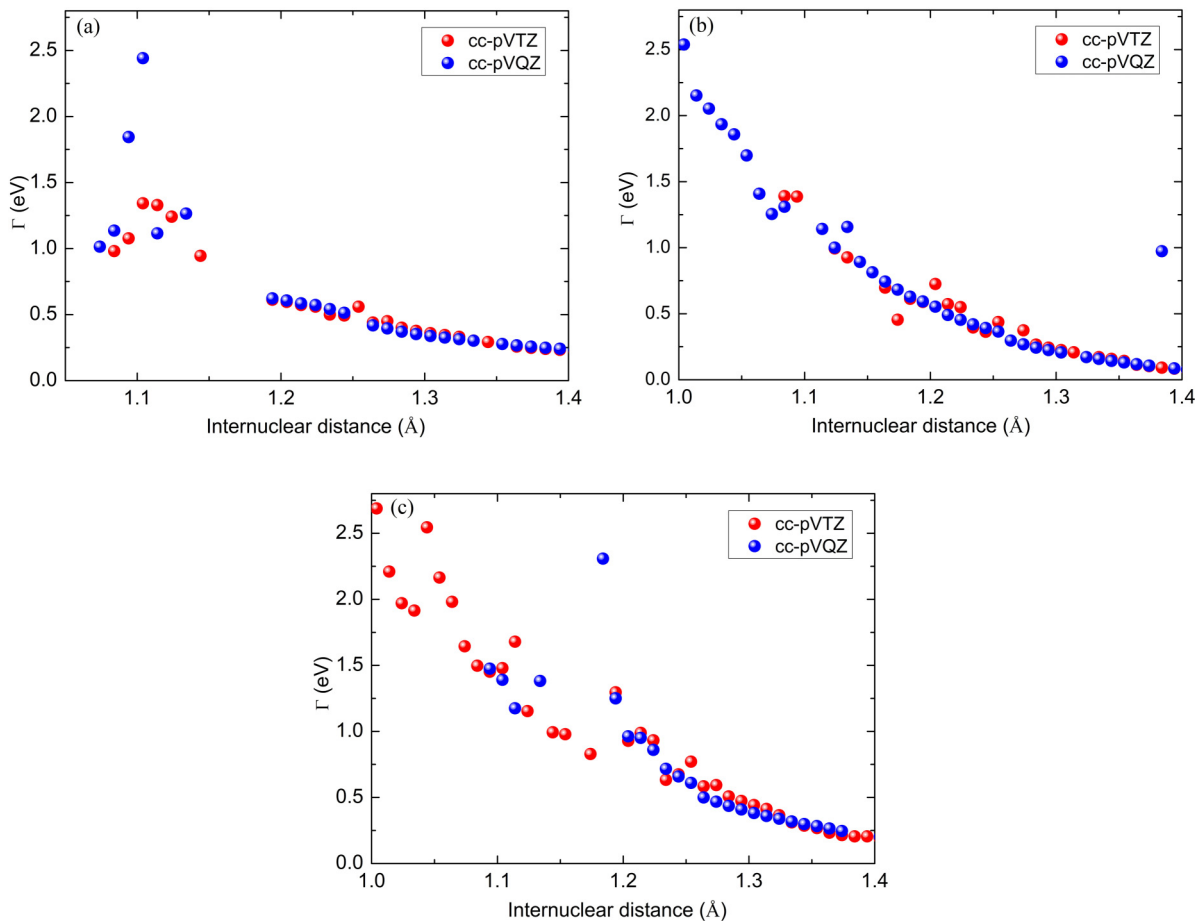 (a)
cc-pVTZ
cc-pVQZ
2.5
2.0
1.5
1.0
0.5
0.0
Γ (eV)
1.1
1.2
1.3
1.4
Internuclear distance (Å)
(b)
cc-pVTZ
cc-pVQZ
2.5
2.0
1.5
1.0
0.5
0.0
Γ (eV)
1.0
1.1
1.2
1.3
1.4
Internuclear distance (Å)
(c)
cc-pVTZ
cc-pVQZ
2.5
2.0
1.5
1.0
0.5
0.0
Γ (eV)
1.0
1.1
1.2
1.3
1.4
Internuclear distance (Å)